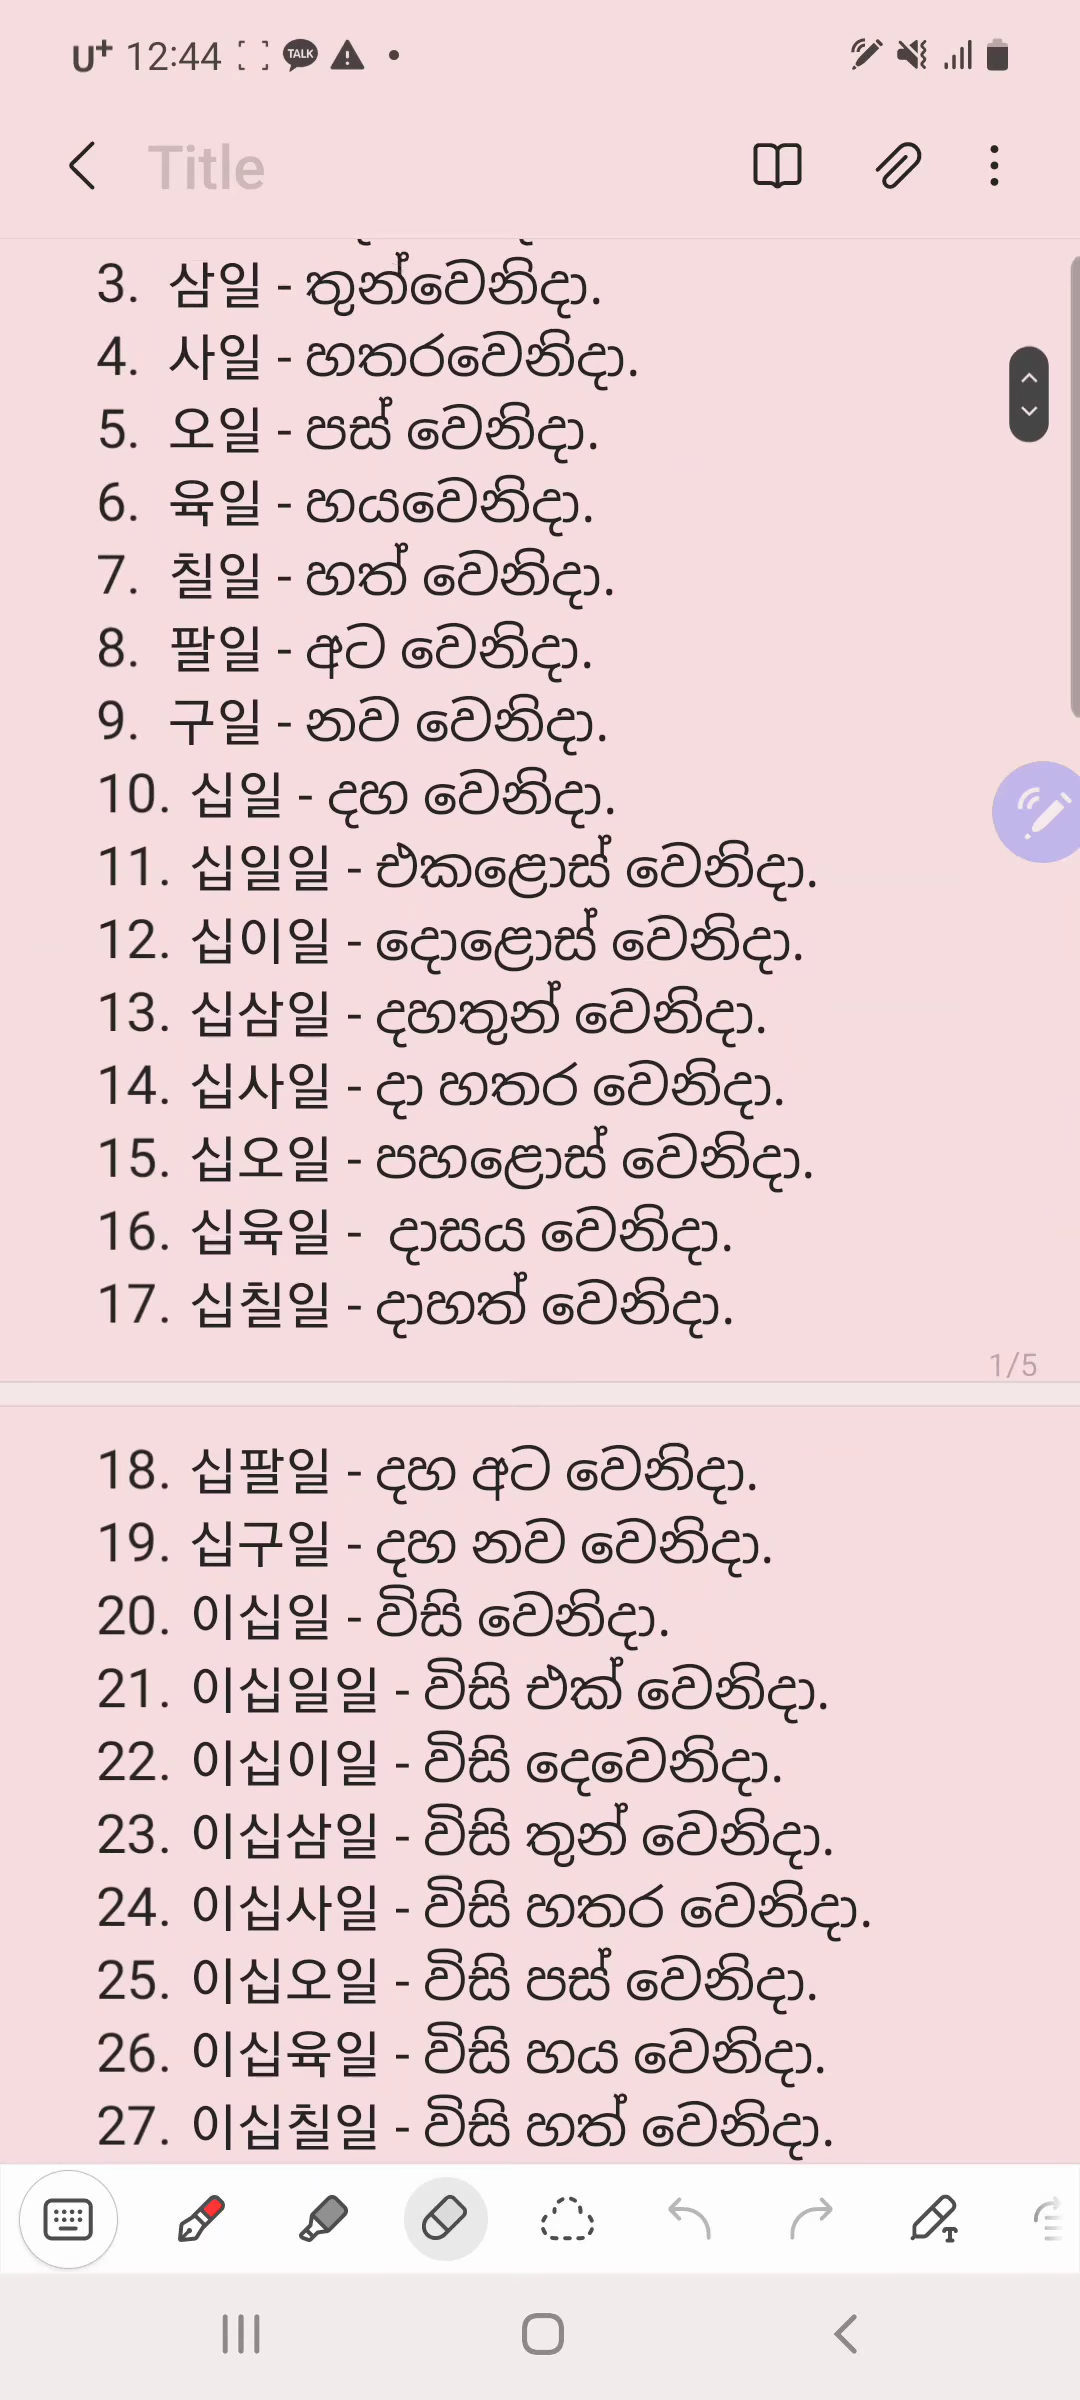 U+ 12:44 TALK
Title
3. 삼일 - තුන්වෙනිදා.
4. 사일 - හතරවෙනිදා.
5. 오일 - පස් වෙනිදා.
6. 육일 - හයවෙනිදා.
7. 칠일 - හත් වෙනිදා.
8. 팔일 - අට වෙනිදා.
9. 구일 - නව වෙනිදා.
10. 십일 - දහ වෙනිදා.
11. 십일일 - එකළොස් වෙනිදා.
12. 십이일 - දොළොස් වෙනිදා.
13. 십삼일 - දහතුන් වෙනිදා.
14. 십사일 - දා හතර වෙනිදා.
15. 십오일 - පහළොස් වෙනිදා.
16. 십육일 - දාසය වෙනිදා.
17. 십칠일 - දාහත් වෙනිදා.
1/5
18. 십팔일 - දහ අට වෙනිදා.
19. 십구일 - දහ නව වෙනිදා.
20. 이십일 - විසි වෙනිදා.
21. 이십일일 - විසි එක් වෙනිදා.
22. 이십이일 - විසි දෙවෙනිදා.
23. 이십삼일 - විසි තුන් වෙනිදා.
24. 이십사일 - විසි හතර වෙනිදා.
25. 이십오일 - විසි පස් වෙනිදා.
26. 이십육일 - විසි හය වෙනිදා.
27. 이십칠일 - විසි හත් වෙනිදා.